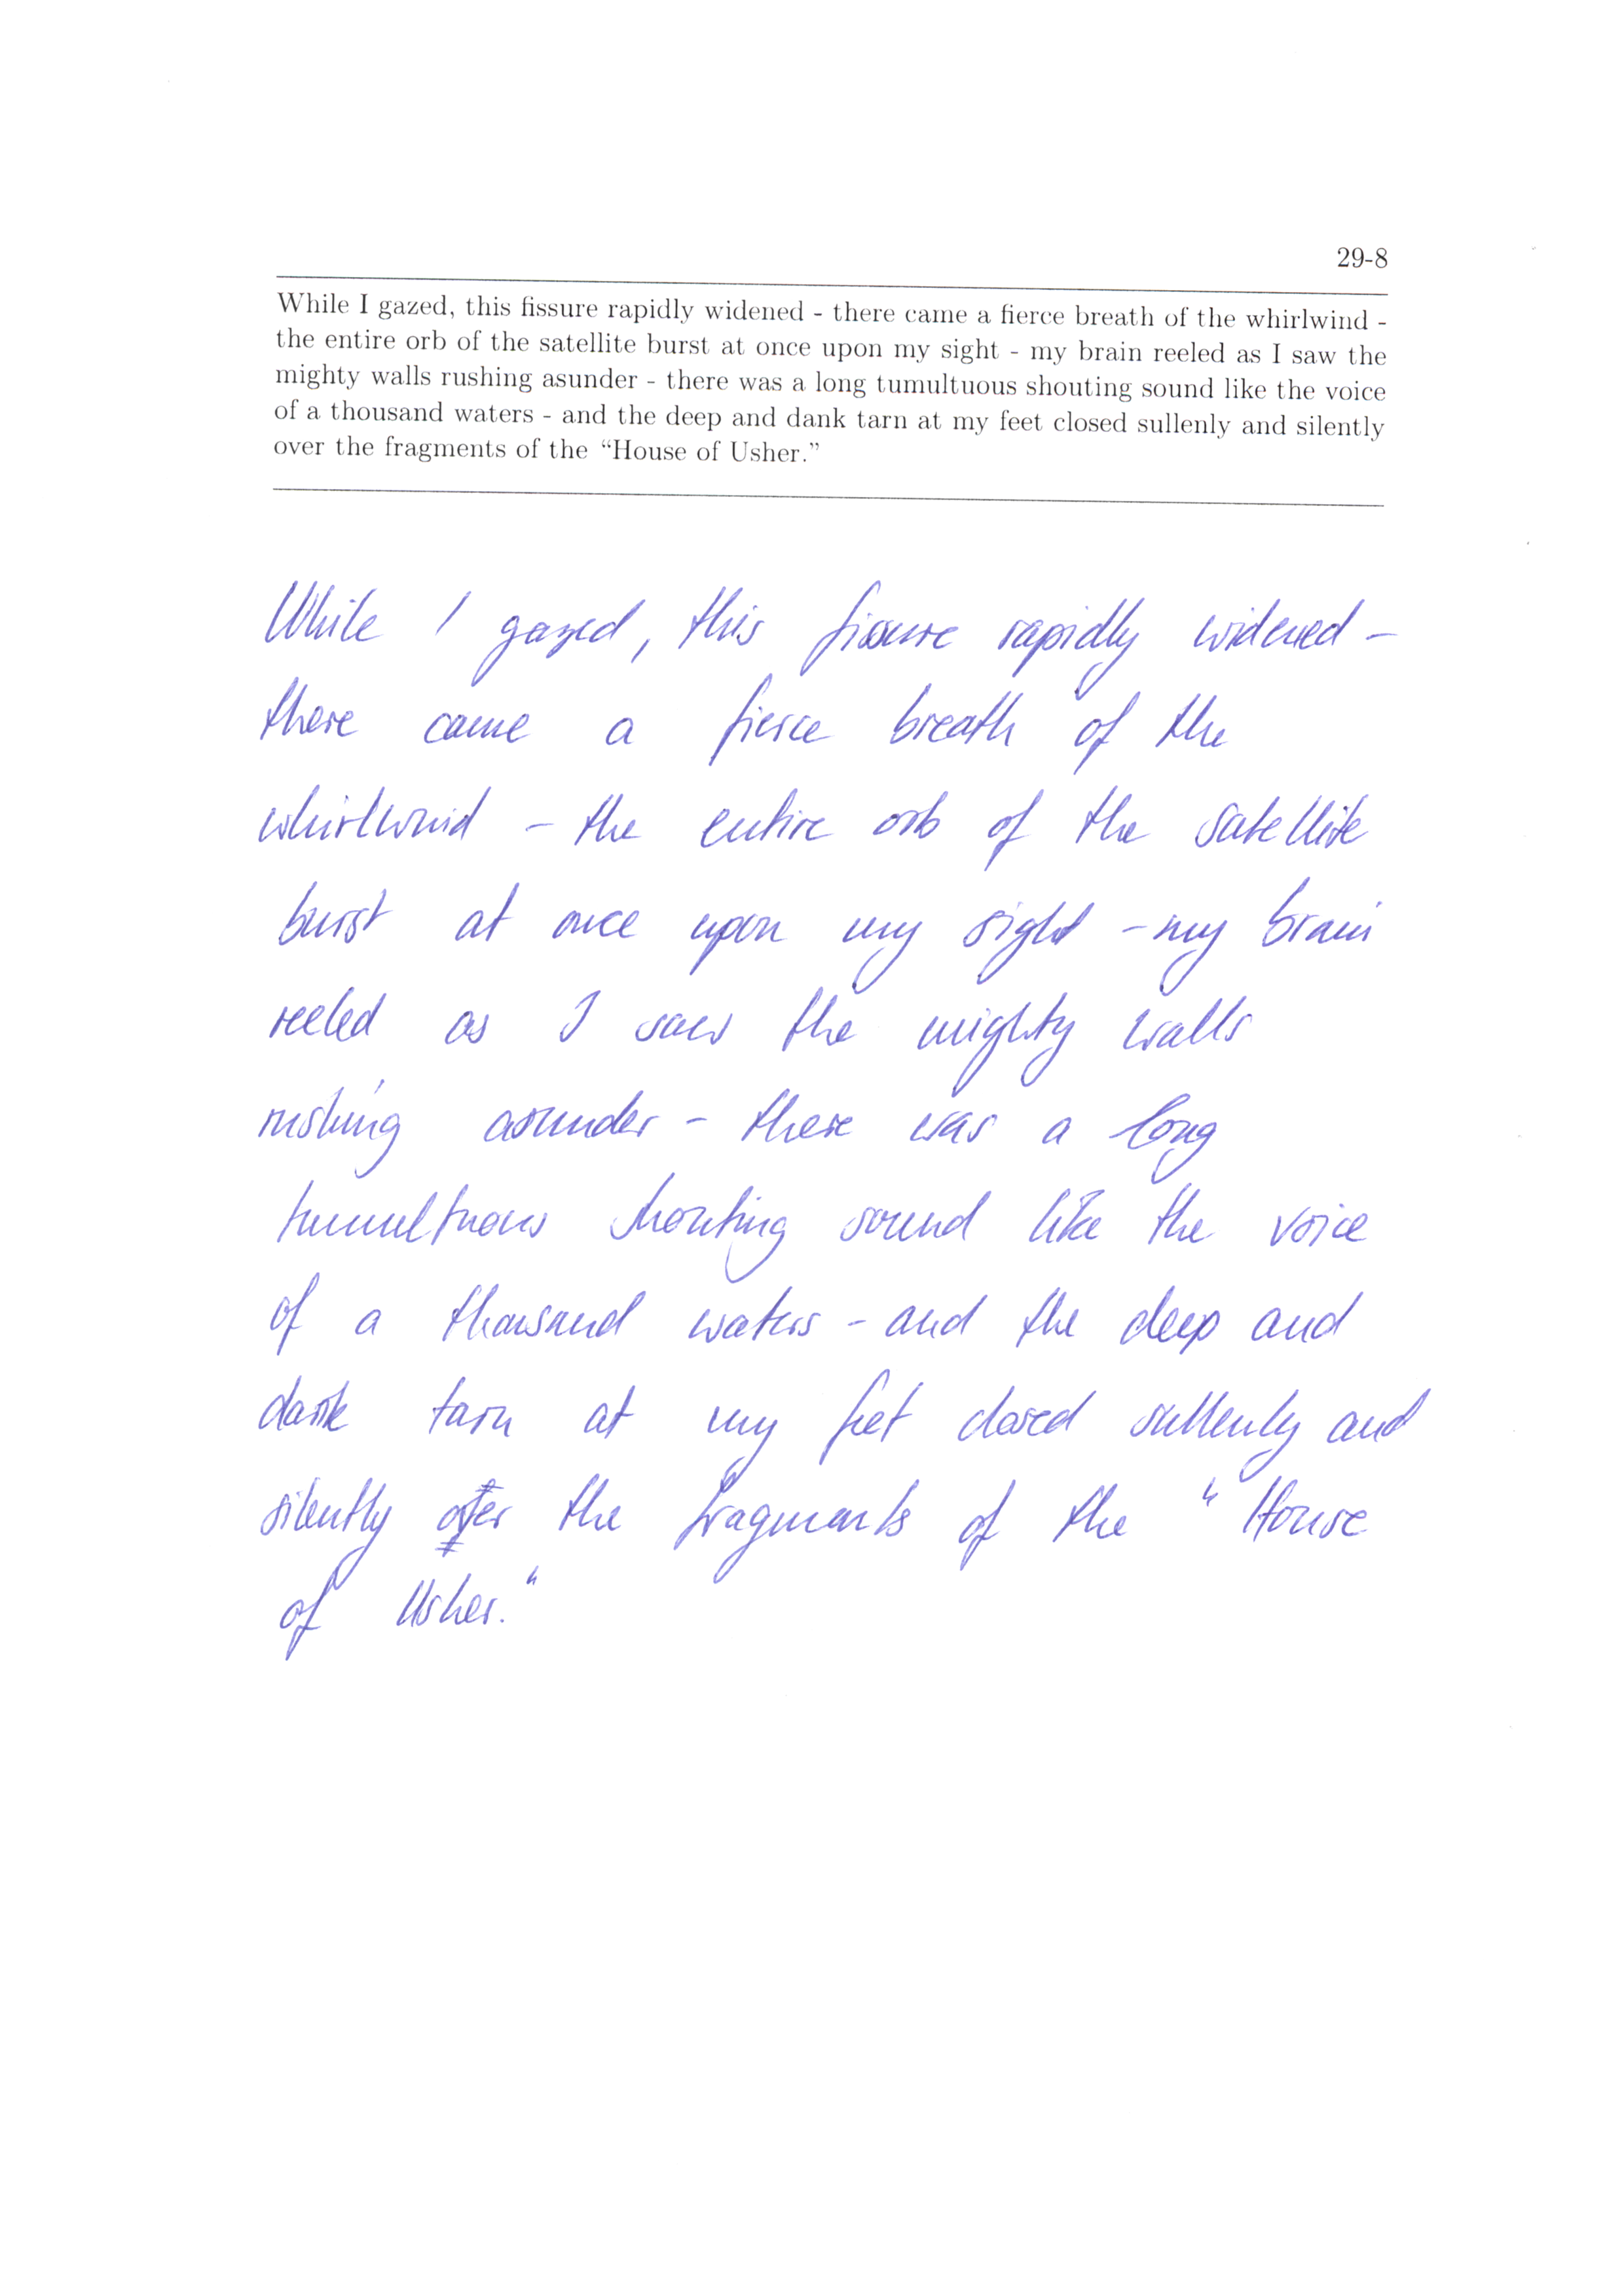 29-8
While I gazed, this fissure rapidly widened - there came a fierce breath of the whirlwind -
the entire orb of the satellite burst at once upon my sight - my brain reeled as I saw the
mighty walls rushing asunder - there was a long tumultuous shouting sound like the voice
of a thousand waters - and the deep and dank tarn at my feet closed sullenly and silently
over the fragments of the “House of Usher.”
While I gazed, this fissure rapidly widened -
there came a fierce breath of the
whirlwind - the entire orb of the satellite
burst at once upon my sight - my brain
reeled as I saw the mighty walls
rushing asunder - there was a long
tumultuous shouting sound like the voice
of a thousand waters - and the deep and
dank tarn at my feet closed sullenly and
silently over the fragments of the "House
of Usher."